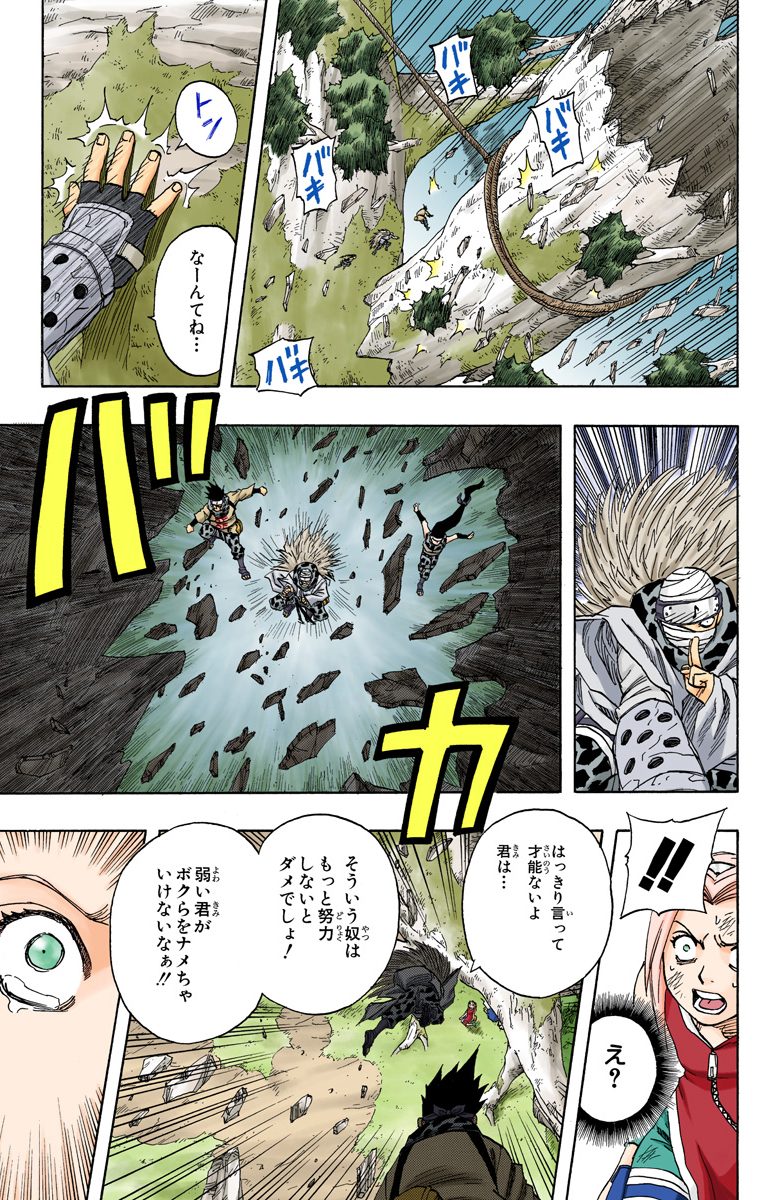 バキ
バキ
バキ
バキ
トン
なーんてね…
バカ
!!
え?
はっきり言って
才能ないよ
君は…
そういう奴は
もっと努力
しないと
ダメでしょ!
弱い君が
ボクらをナメちゃ
いけないなぁ!!